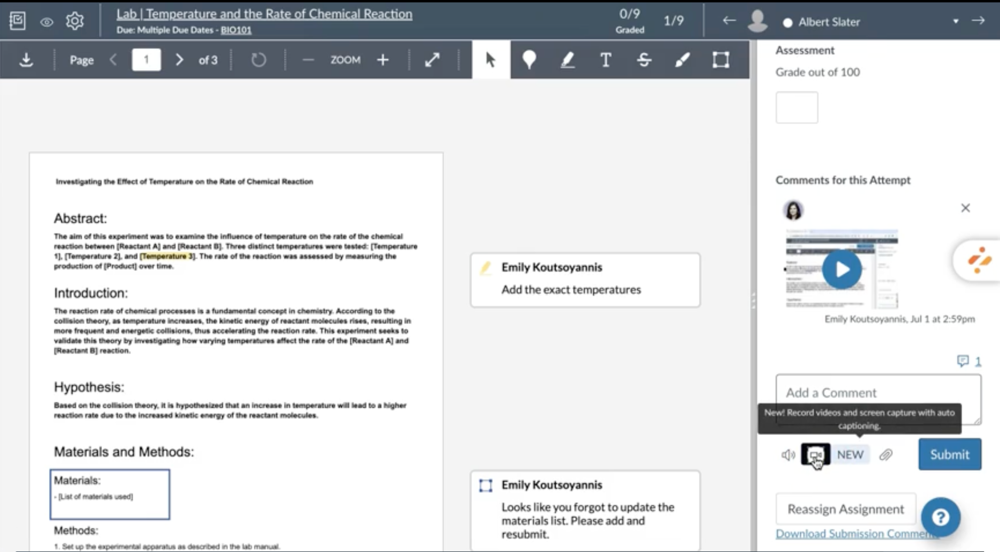 Lab | Temperature and the Rate of Chemical Reaction
Due: Multiple Due Dates - BIO101
0/9
Graded
1/9
Albert Slater
Page
1
of 3
ZOOM
T
S
Investigating the Effect of Temperature on the Rate of Chemical Reaction
Abstract:
The aim of this experiment was to examine the influence of temperature on the rate of the chemical
reaction between [Reactant A] and [Reactant B]. Three distinct temperatures were tested: [Temperature
1], [Temperature 2], and [Temperature 3]. The rate of the reaction was assessed by measuring the
production of [Product] over time.
Introduction:
The reaction rate of chemical processes is a fundamental concept in chemistry. According to the
collision theory, as temperature increases, the kinetic energy of reactant molecules rises, resulting in
more frequent and energetic collisions, thus accelerating the reaction rate. This experiment seeks to
validate this theory by investigating how varying temperatures affect the rate of the [Reactant A] and
[Reactant B] reaction.
Hypothesis:
Based on the collision theory, it is hypothesized that an increase in temperature will lead to a higher
reaction rate due to the increased kinetic energy of the reactant molecules.
Materials and Methods:
Materials:
- [List of materials used]
Methods:
1. Set up the experimental apparatus as described in the lab manual.
Emily Koutsoyannis
Add the exact temperatures
Emily Koutsoyannis
Looks like you forgot to update the
materials list. Please add and
resubmit.
Assessment
Grade out of 100
Comments for this Attempt
Emily Koutsoyannis, Jul 1 at 2:59pm
1
Add a Comment
New! Record videos and screen capture with auto
captioning.
NEW
Submit
Reassign Assignment
?
Download Submission